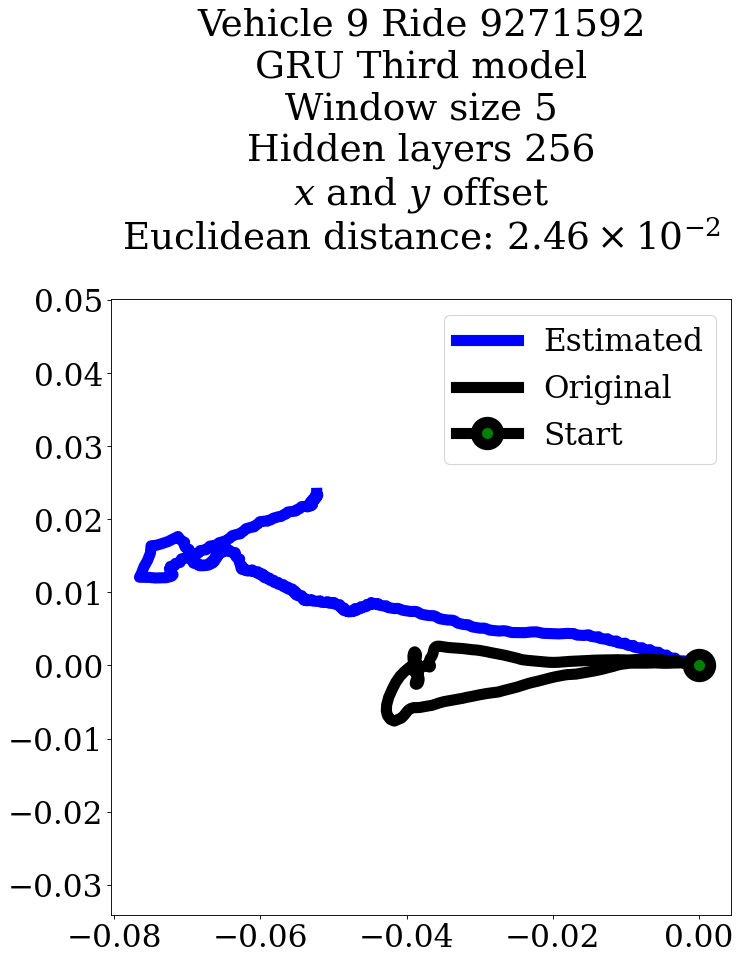 Vehicle 9 Ride 9271592
GRU Third model
Window size 5
Hidden layers 256
x and y offset
Euclidean distance: 2.46 × 10⁻²
Estimated
Original
Start
0.05
0.04
0.03
0.02
0.01
0.00
−0.01
−0.02
−0.03
−0.08 −0.06 −0.04 −0.02 0.00